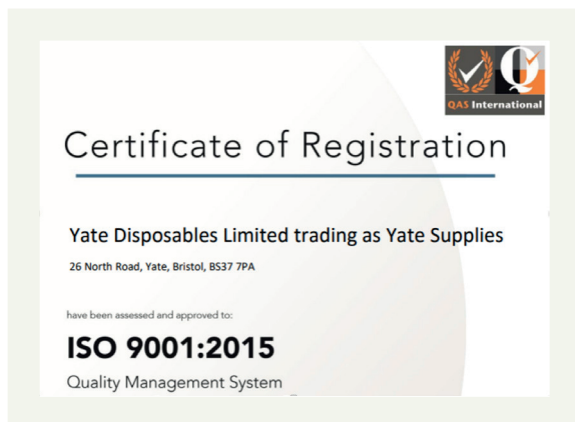 QAS International
Certificate of Registration
Yate Disposables Limited trading as Yate Supplies
26 North Road, Yate, Bristol, BS37 7PA
have been assessed and approved to:
ISO 9001:2015
Quality Management System